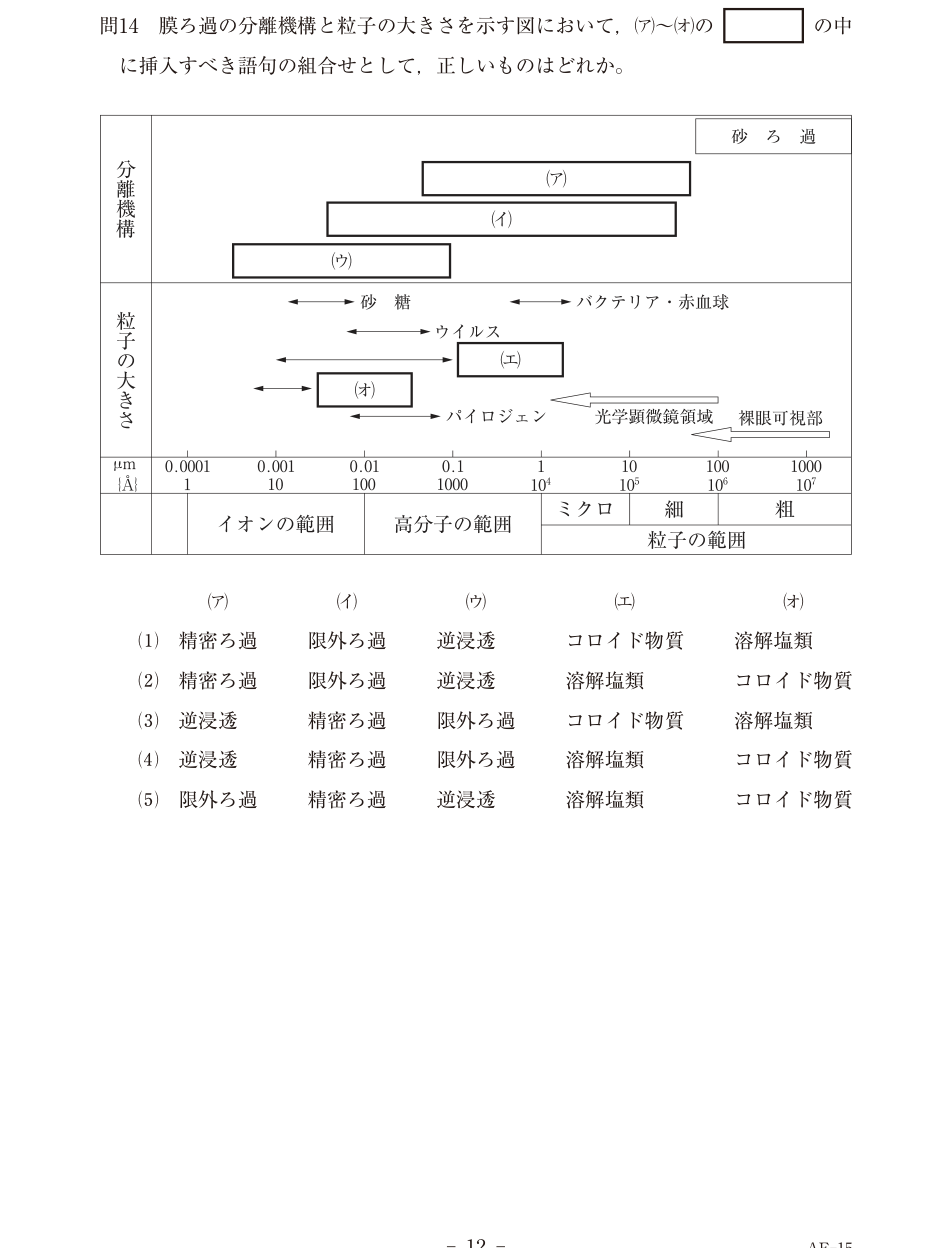 問14 膜ろ過の分離機構と粒子の大きさを示す図において，㋐～㋔の の中
に挿入すべき語句の組合せとして，正しいものはどれか。
分離機構
砂 ろ 過
(ア)
(イ)
(ウ)
粒子の大きさ
砂 糖
バクテリア・赤血球
ウイルス
(エ)
(オ)
光学顕微鏡領域
裸眼可視部
パイロジェン
μm 0.0001 0.001 0.01 0.1 1 10 100 1000
{Å} 1 10 100 1000 10⁴ 10⁵ 10⁶ 10⁷
イオンの範囲 高分子の範囲 ミクロ 細 粗
粒子の範囲
(ア) (イ) (ウ) (エ) (オ)
(1) 精密ろ過 限外ろ過 逆浸透 コロイド物質 溶解塩類
(2) 精密ろ過 限外ろ過 逆浸透 溶解塩類 コロイド物質
(3) 逆浸透 精密ろ過 限外ろ過 コロイド物質 溶解塩類
(4) 逆浸透 精密ろ過 限外ろ過 溶解塩類 コロイド物質
(5) 限外ろ過 精密ろ過 逆浸透 溶解塩類 コロイド物質
－ 12 －
AE-15